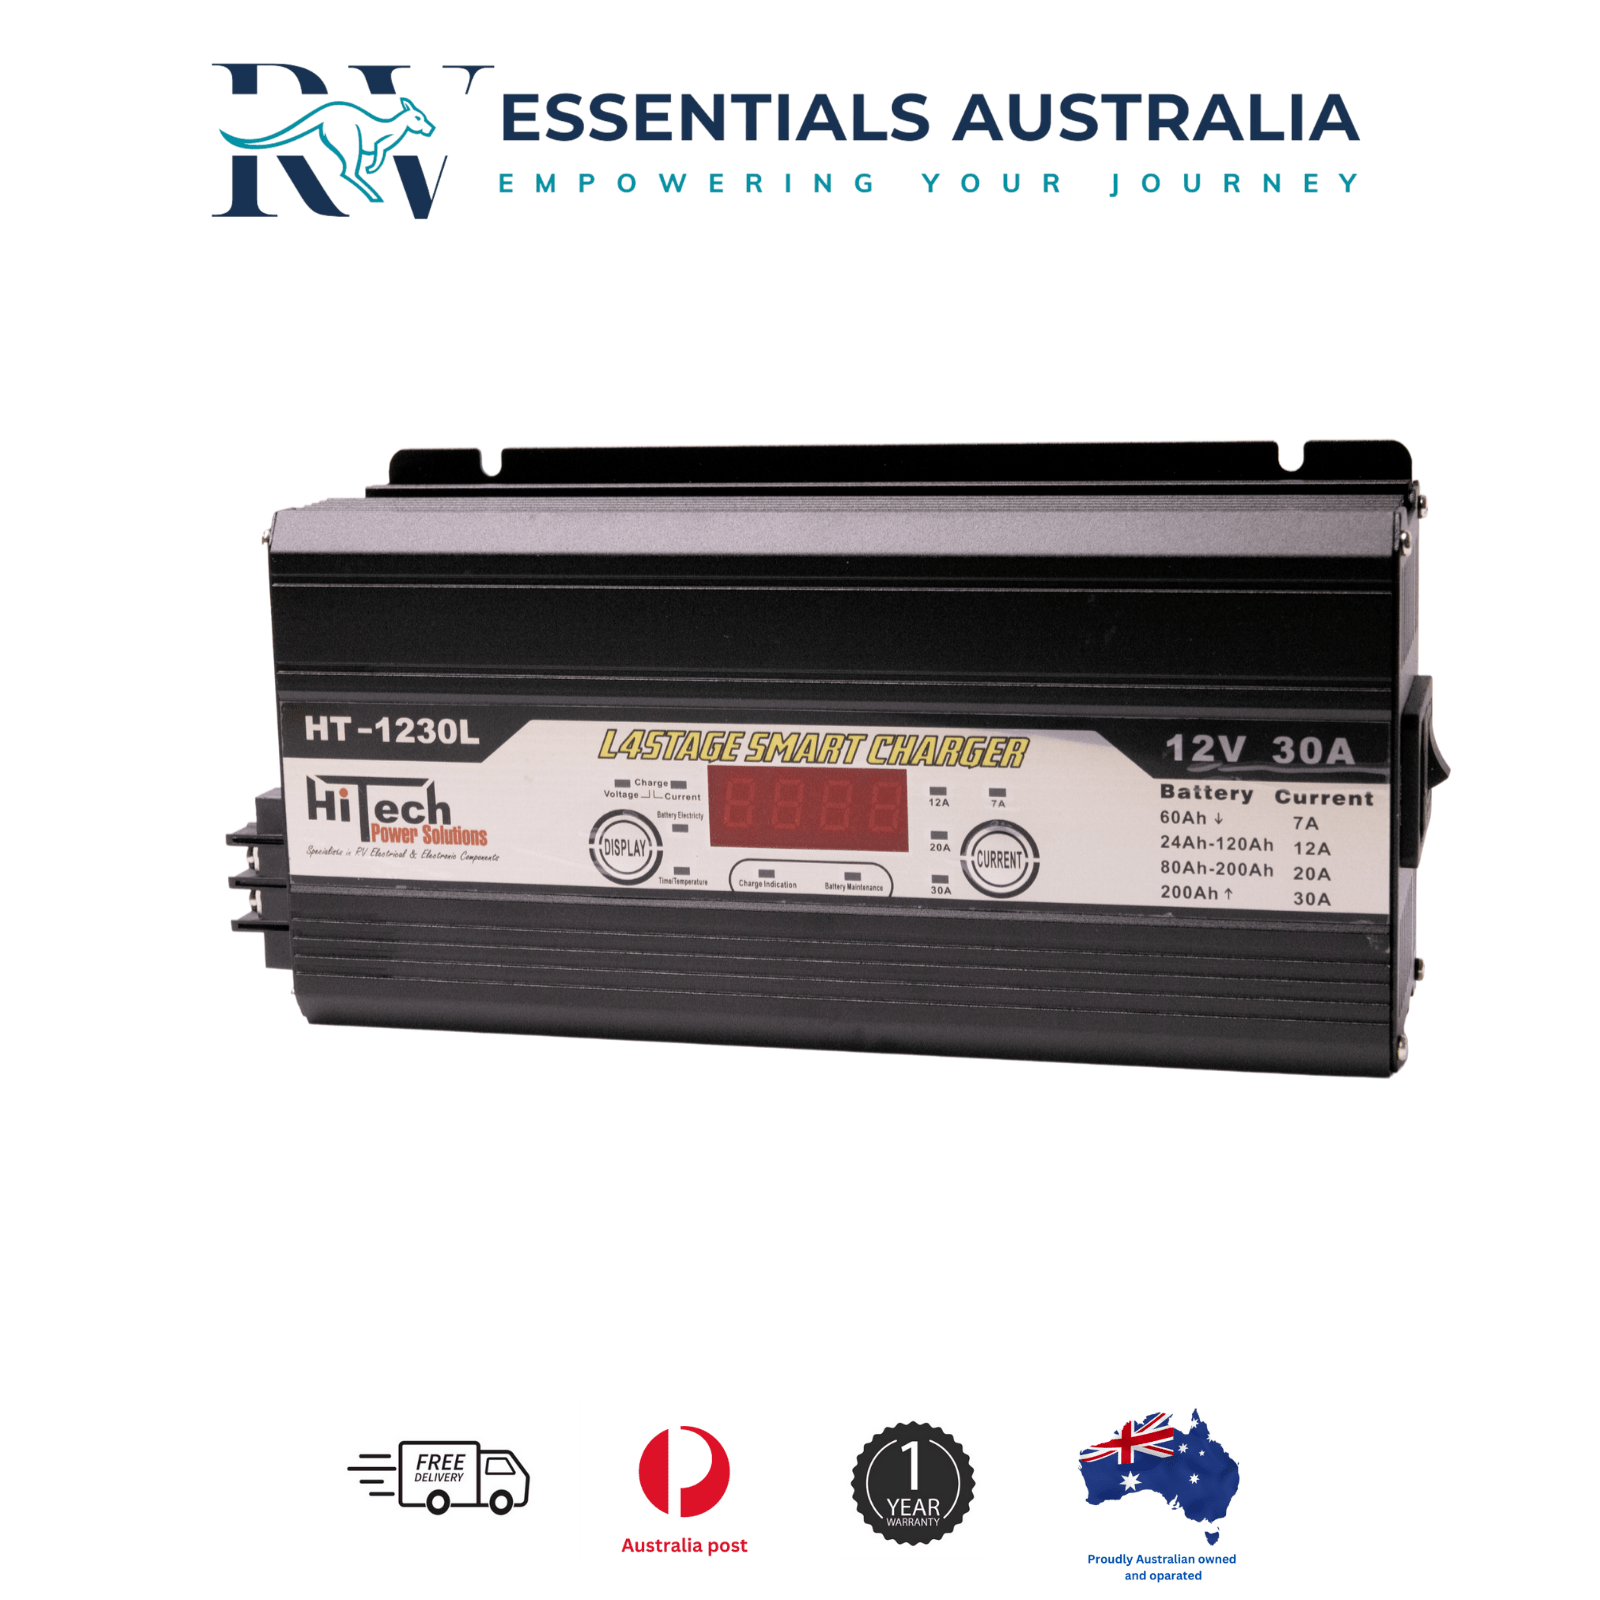 RV ESSENTIALS AUSTRALIA
EMPOWERING YOUR JOURNEY
HT-1230L
L4STAGE SMART CHARGER
12V 30A
HiTech
Power Solutions
Specialists in RV Electrical & Electronic Components
Charge
Voltage Current
Battery Electricty
DISPLAY
Time/Temperature
Charge Indication
Battery Maintenance
12A
7A
20A
30A
CURRENT
Battery Current
60Ah ↓ 7A
24Ah-120Ah 12A
80Ah-200Ah 20A
200Ah ↑ 30A
FREE
DELIVERY
Australia post
1
YEAR
WARRANTY
Proudly Australian owned
and oparated